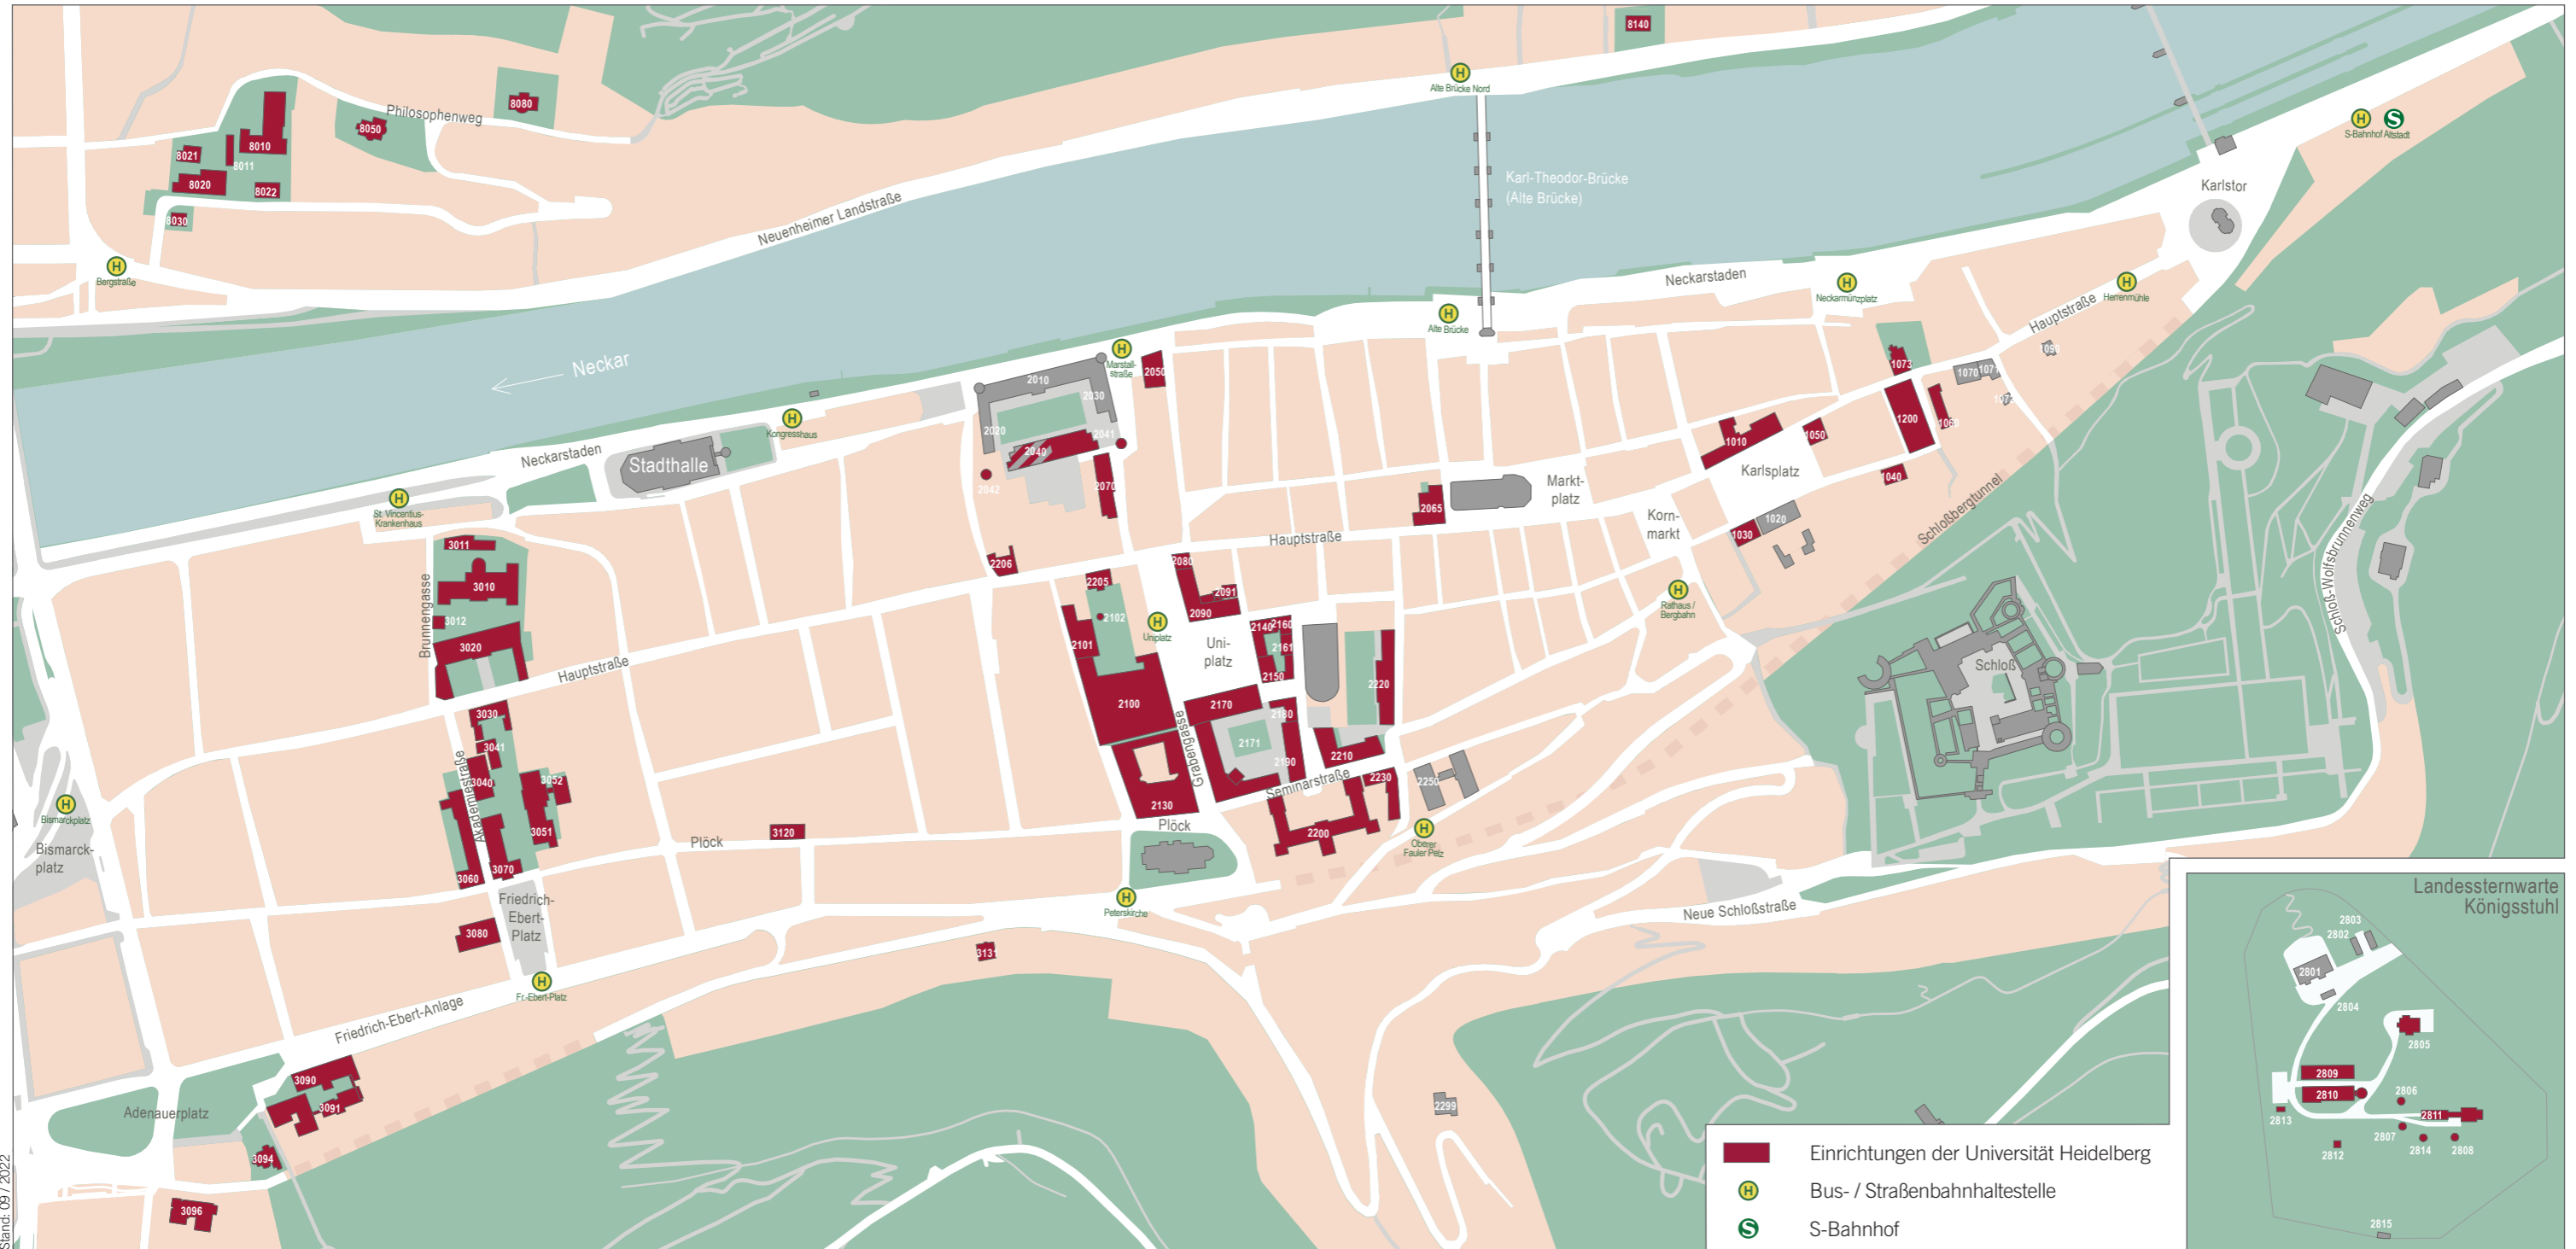 8140
Alte Brücke Nord
8080
Philosophenweg
8050
8010
8011
8021
8020
8022
8030
S-Bahnhof Altstadt
Karl-Theodor-Brücke
(Alte Brücke)
Karlstor
Neuenheimer Landstraße
Bergstraße
Neckarstaden
Neckarmünzplatz
Herrenmühle
Hauptstraße
Alte Brücke
Neckar
Marstall-
straße
2050
2010
2030
2020
2041
2040
2042
2070
1073
1070
1071
1090
1200
1060
1010
1050
Karlsplatz
1040
Kongresshaus
Neckarstaden
Stadthalle
St. Vincentius-
Krankenhaus
2065
Markt-
platz
Korn-
markt
1030
1020
Schloßbergtunnel
Schloß-Wolfsbrunnenweg
Hauptstraße
3011
3010
3012
3020
Brunnengasse
Hauptstraße
2206
2205
2080
2091
2090
2102
2101
Uniplatz
Uni-
platz
2140
2160
2161
2150
2220
Rathaus /
Bergbahn
Schloß
3030
3041
3040
3052
3051
3060
3070
Akademiestraße
2100
2170
2180
2171
2190
2210
Grabengasse
Seminarstraße
2130
2230
2250
2200
Oberer
Fauler Pelz
Bismarckplatz
Bismarck-
platz
Plöck
3120
Plöck
Friedrich-
Ebert-
Platz
3080
Peterskirche
3131
Neue Schloßstraße
Fr.-Ebert-Platz
Friedrich-Ebert-Anlage
3090
3091
Adenauerplatz
3094
3096
2299
Landessternwarte
Königsstuhl
2803
2802
2801
2804
2805
2809
2810
2806
2811
2813
2807
2814
2808
2812
2815
Einrichtungen der Universität Heidelberg
H Bus- / Straßenbahnhaltestelle
S S-Bahnhof
Stand: 09 / 2022